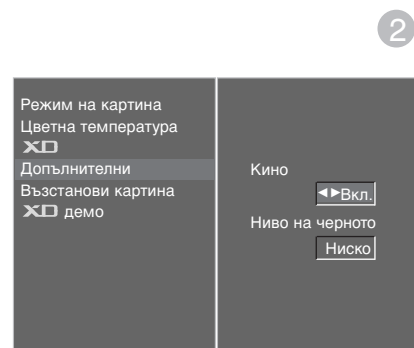 2
Режим на картина
Цветна температура
XD
Допълнителни
Възстанови картина
XD демо
Кино
◄►Вкл.
Ниво на черното
Ниско